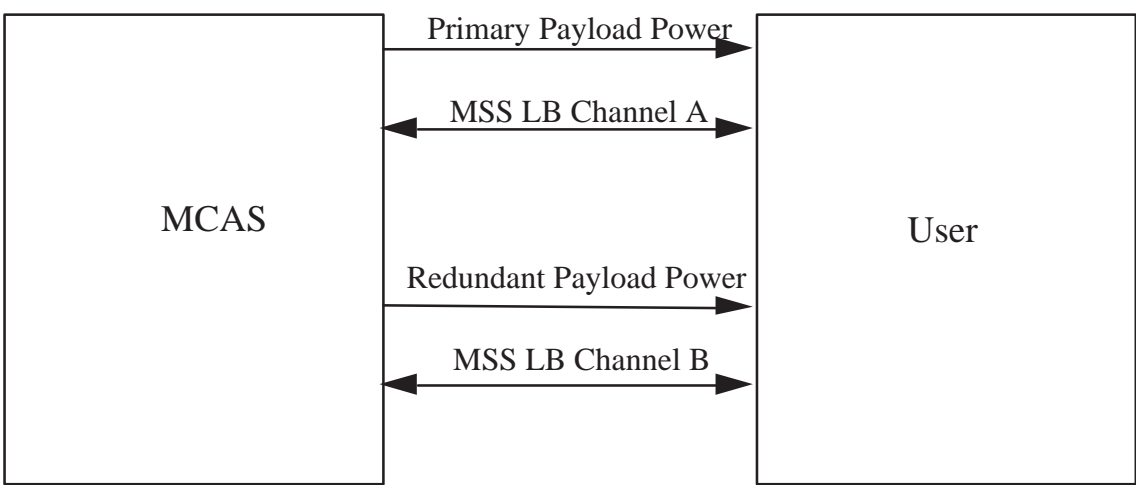 Primary Payload Power
MSS LB Channel A
MCAS
User
Redundant Payload Power
MSS LB Channel B